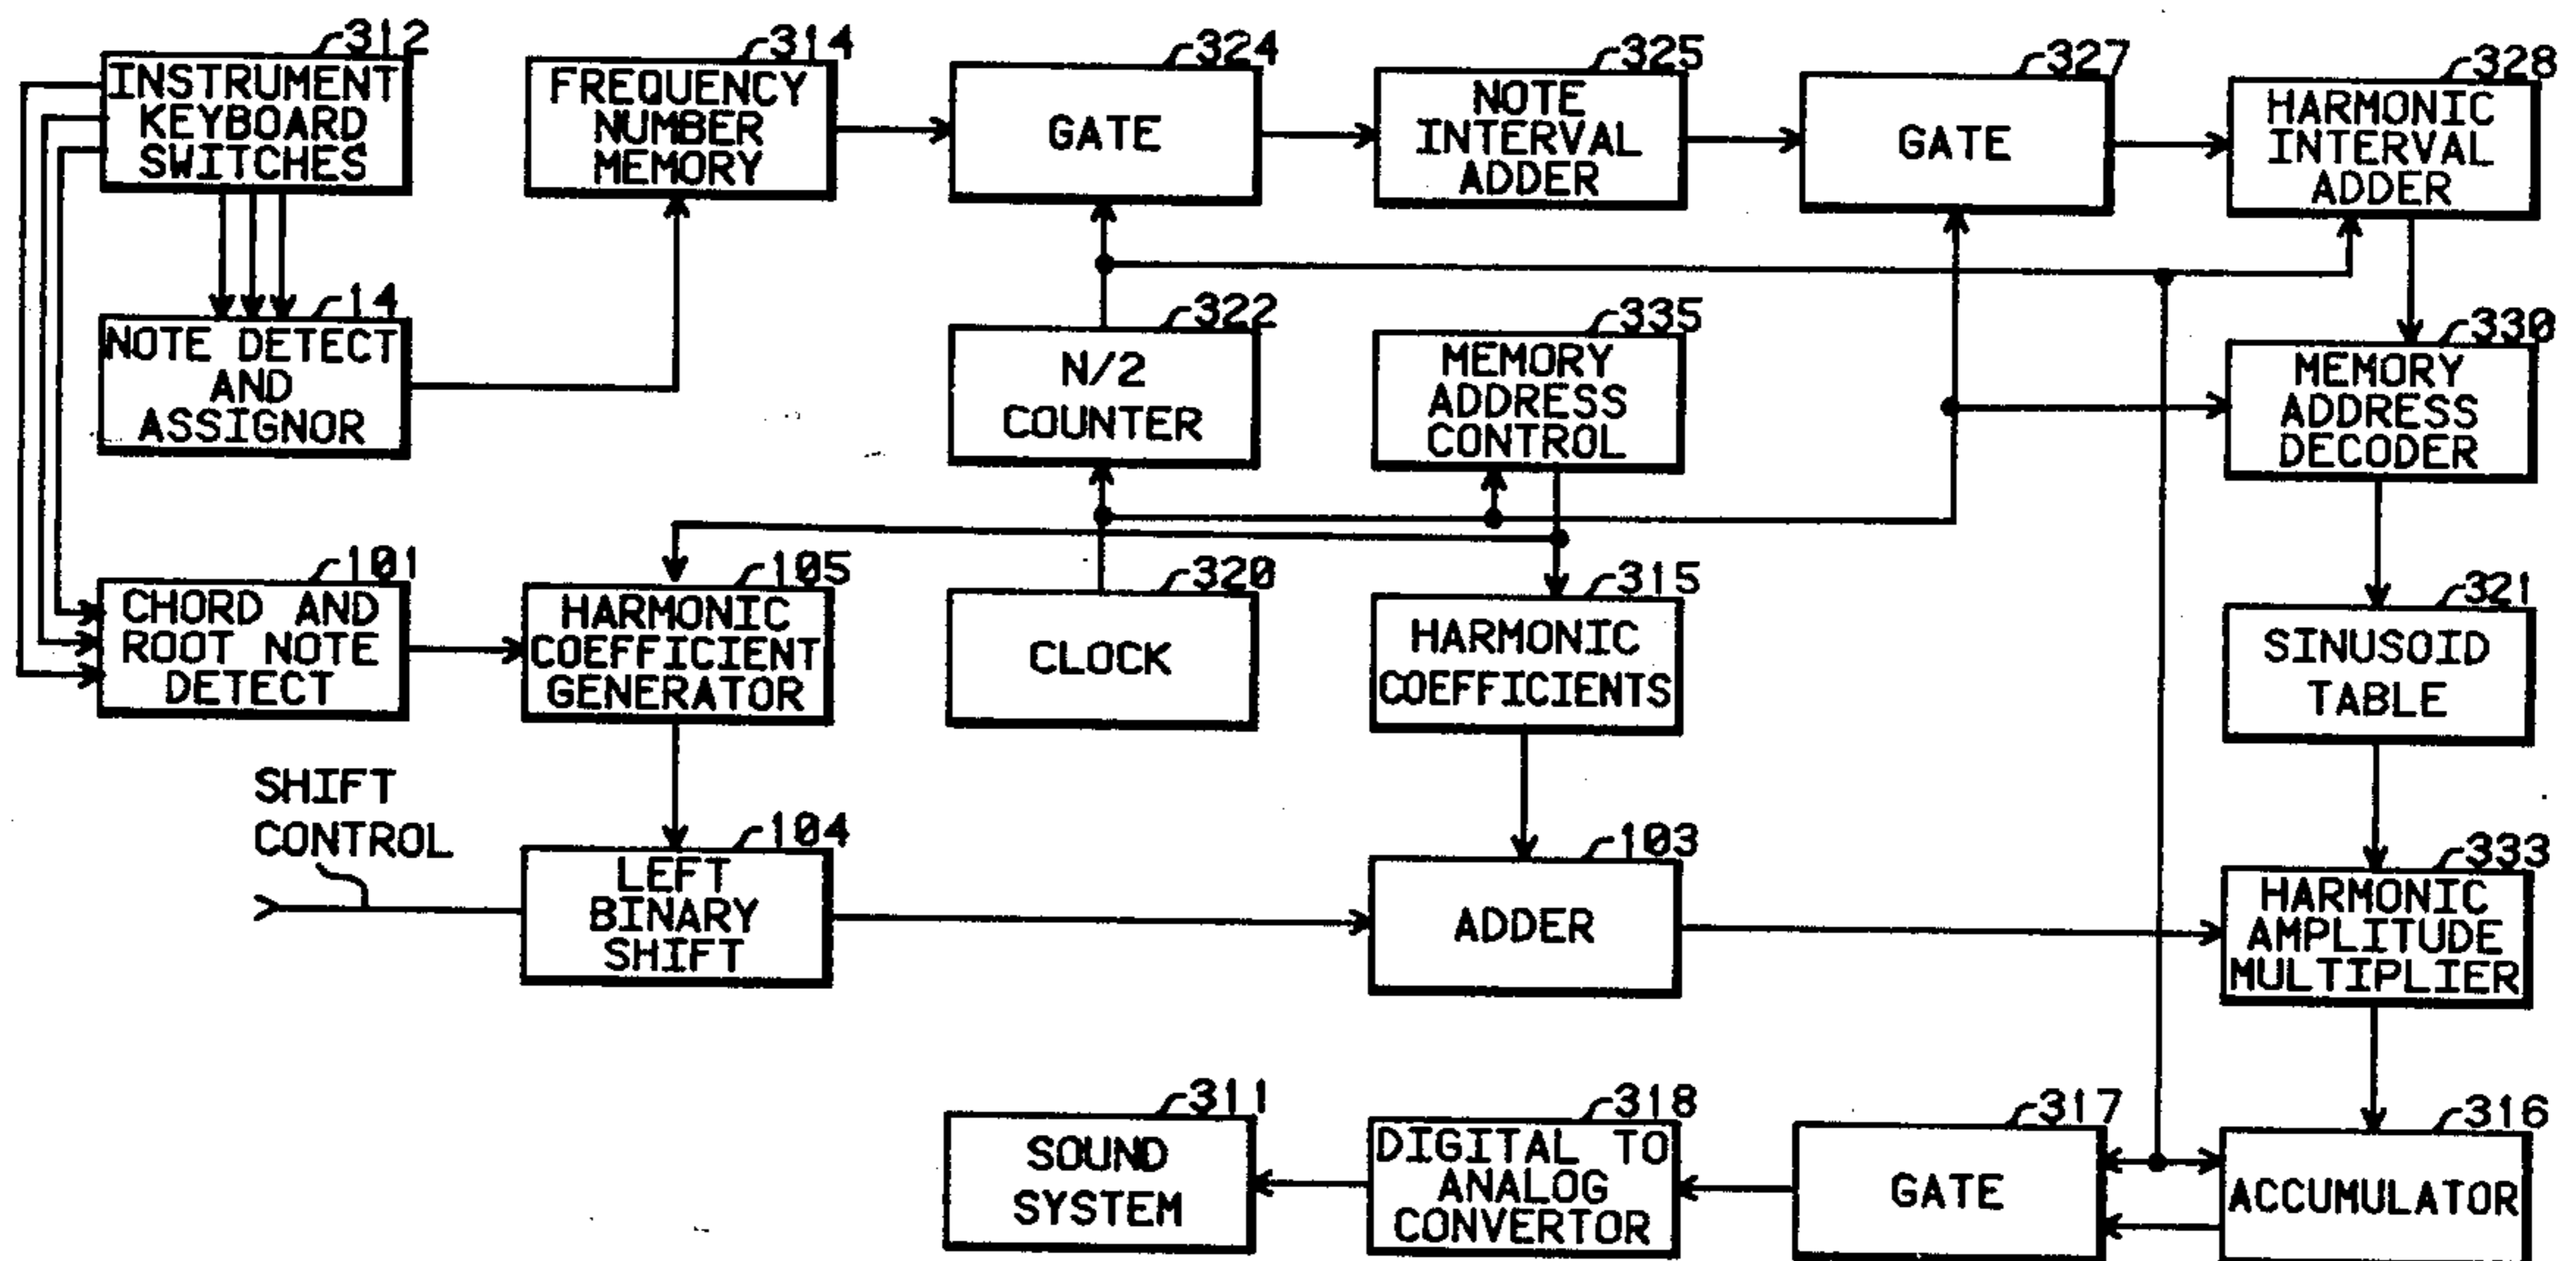 312
INSTRUMENT
KEYBOARD
SWITCHES
314
FREQUENCY
NUMBER
MEMORY
324
GATE
325
NOTE
INTERVAL
ADDER
327
GATE
328
HARMONIC
INTERVAL
ADDER
14
NOTE DETECT
AND
ASSIGNOR
322
N/2
COUNTER
335
MEMORY
ADDRESS
CONTROL
330
MEMORY
ADDRESS
DECODER
101
CHORD AND
ROOT NOTE
DETECT
105
HARMONIC
COEFFICIENT
GENERATOR
320
CLOCK
315
HARMONIC
COEFFICIENTS
321
SINUSOID
TABLE
SHIFT
CONTROL
104
LEFT
BINARY
SHIFT
103
ADDER
333
HARMONIC
AMPLITUDE
MULTIPLIER
311
SOUND
SYSTEM
318
DIGITAL TO
ANALOG
CONVERTOR
317
GATE
316
ACCUMULATOR